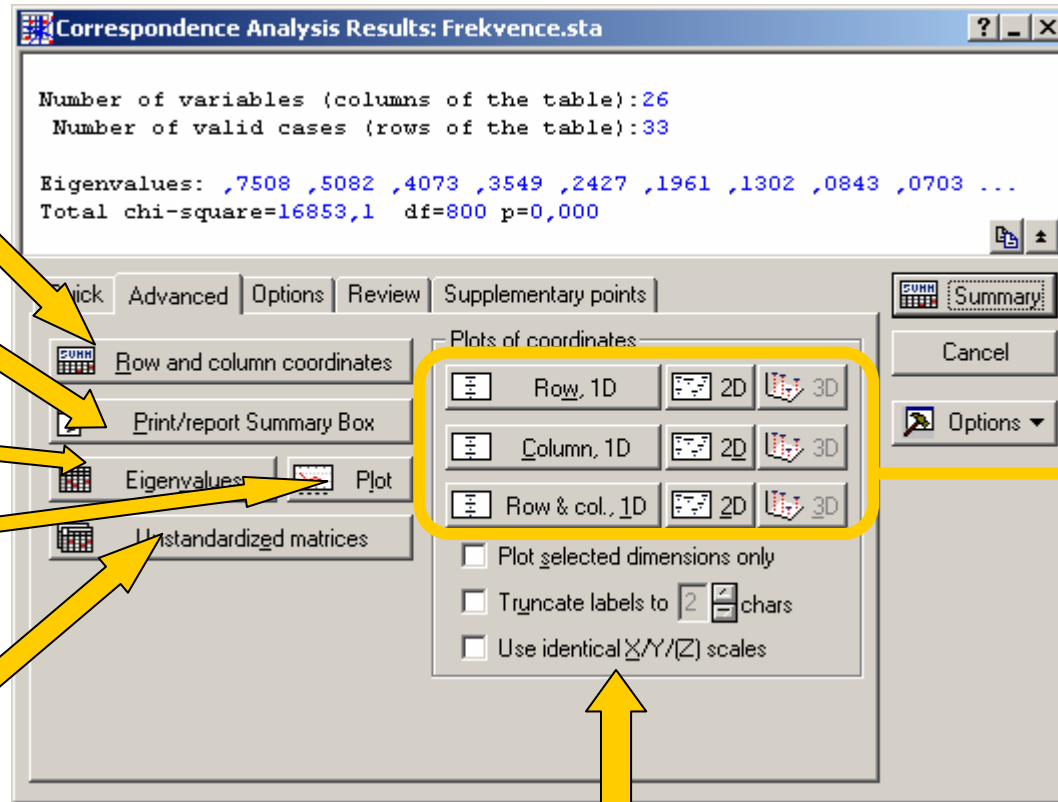 Correspondence Analysis Results: Frekvence.sta
Number of variables (columns of the table):26
Number of valid cases (rows of the table):33
Eigenvalues: ,7508 ,5082 ,4073 ,3549 ,2427 ,1961 ,1302 ,0843 ,0703 ...
Total chi-square=16853,1 df=800 p=0,000
Advanced Options Review Supplementary points
SUMM Summary
Cancel
Options
SUMM Row and column coordinates
Print/report Summary Box
Eigenvalues Plot
matrices
Plots of coordinates
Row, 1D 2D 3D
Column, 1D 2D 3D
Row & col., 1D 2D 3D
Plot selected dimensions only
Truncate labels to 2 chars
Use identical X/Y/(Z) scales